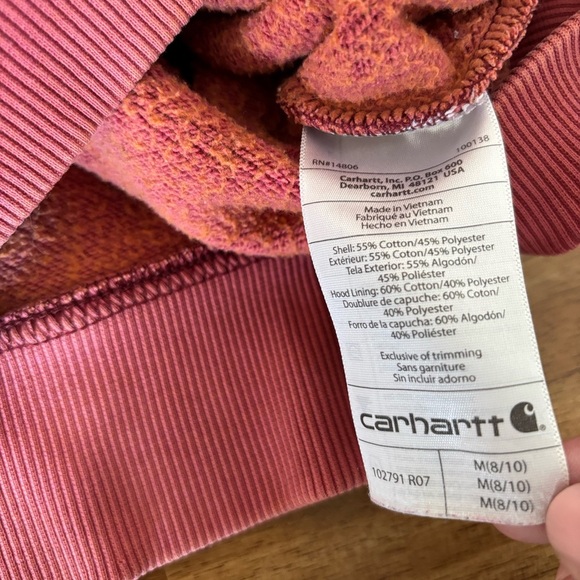 RN#14806 100138
Carhartt, Inc. P.O. Box 600
Dearborn, MI 48121 USA
carhartt.com
Made in Vietnam
Fabriqué au Vietnam
Hecho en Vietnam
Shell: 55% Cotton/45% Polyester
Extérieur: 55% Coton/45% Polyester
Tela Exterior: 55% Algodón/
45% Poliéster
Hood Lining: 60% Cotton/40% Polyester
Doublure de capuche: 60% Coton/
40% Polyester
Forro de la capucha: 60% Algodón/
40% Poliéster
Exclusive of trimming
Sans garniture
Sin incluir adorno
carhartt
102791 R07
M(8/10)
M(8/10)
M(8/10)